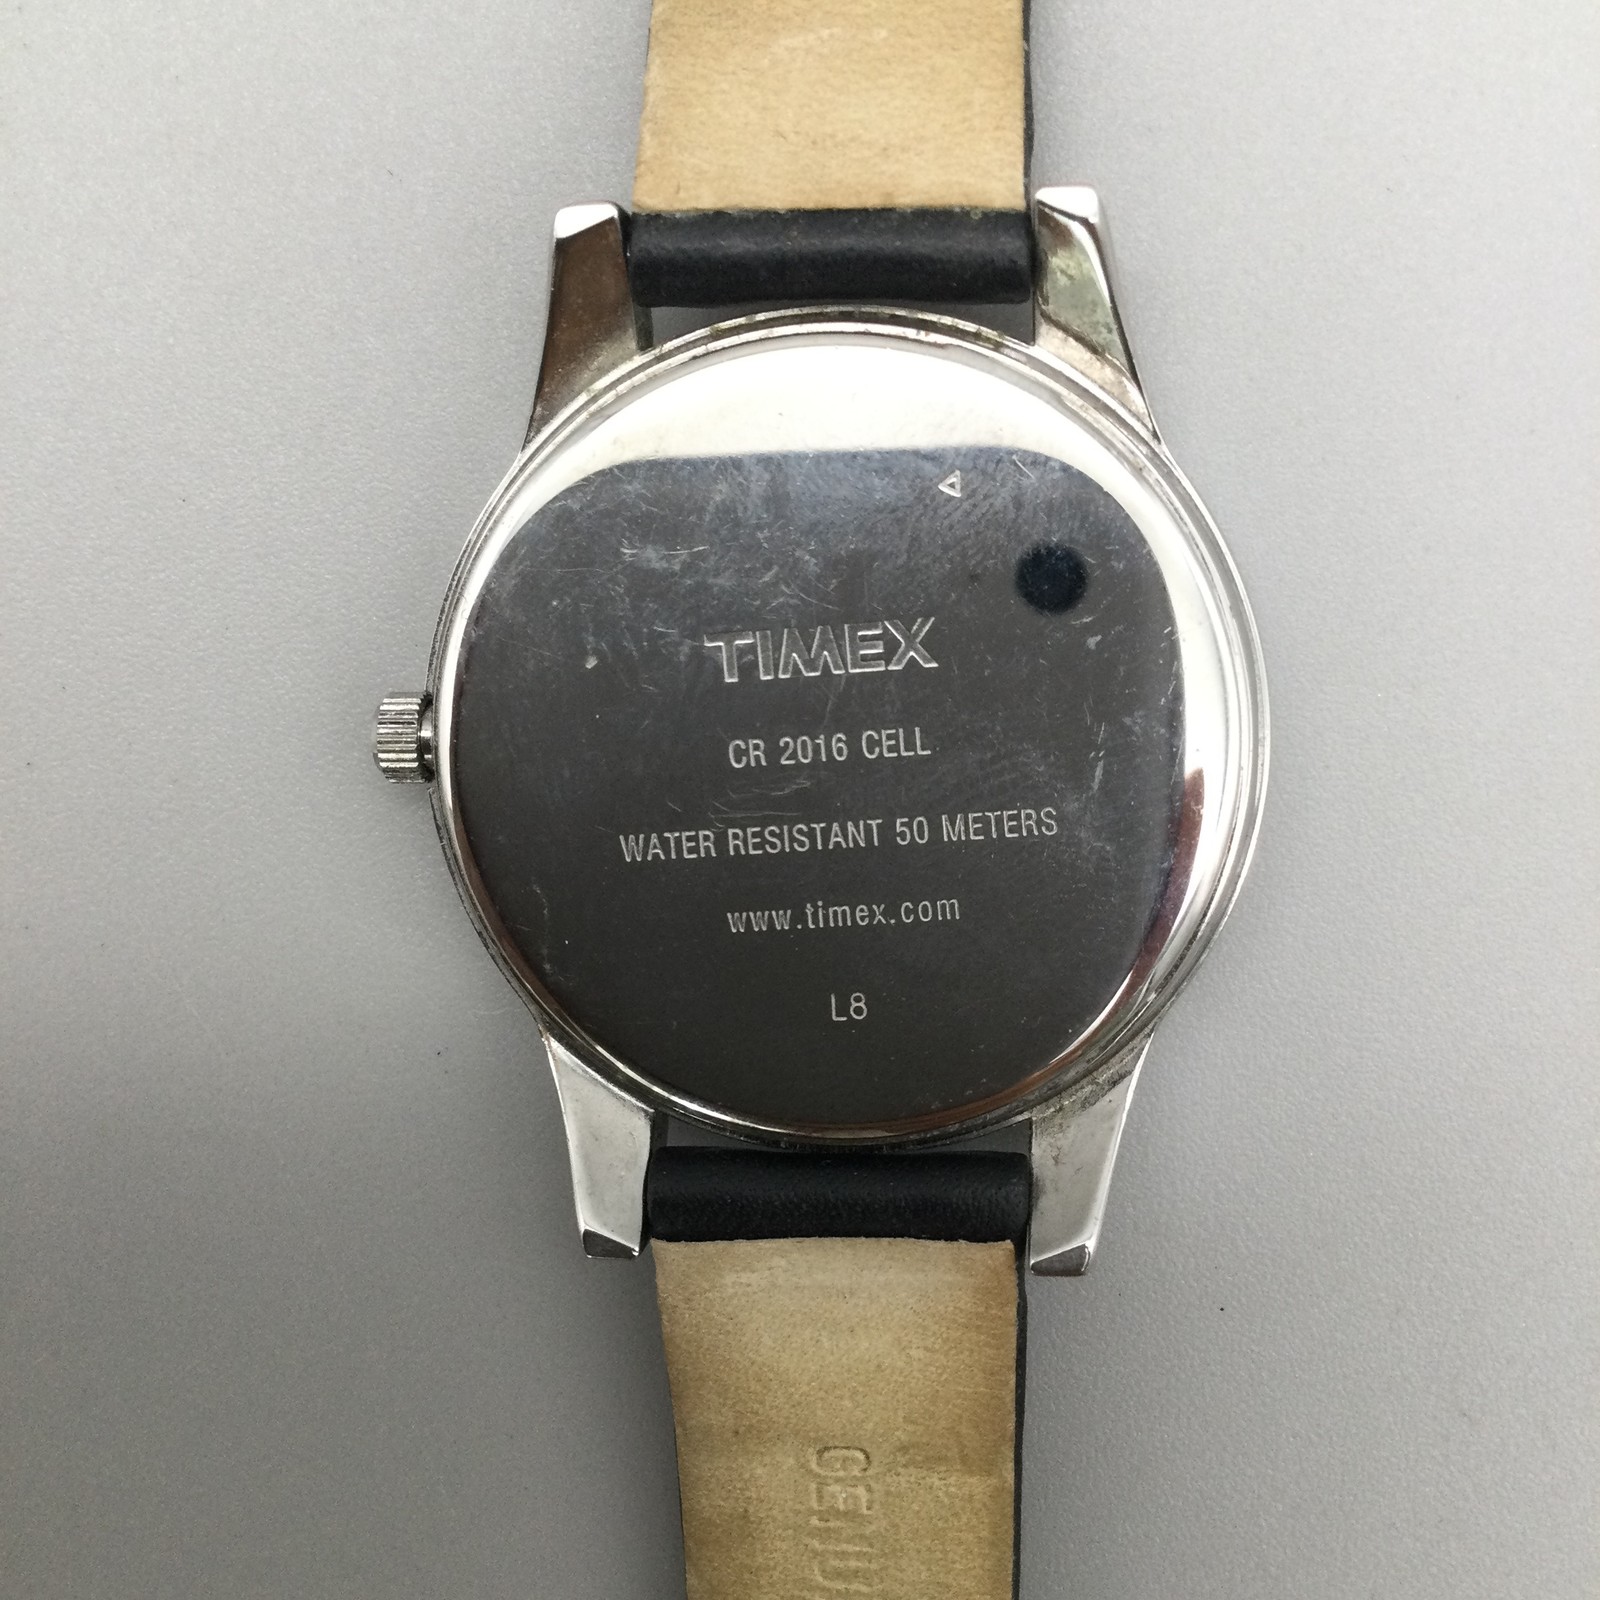 TIMEX
CR 2016 CELL
WATER RESISTANT 50 METERS
www.timex.com
L8